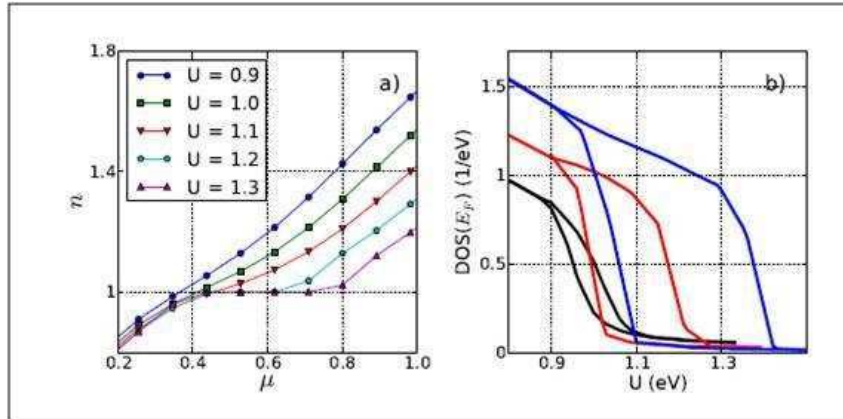 1.8
1.4
1
n
0.2
0.4
0.6
0.8
1.0
μ
U = 0.9
U = 1.0
U = 1.1
U = 1.2
U = 1.3
a)
1.5
1
0.5
0
DOS(E_F) (1/eV)
0.9
1.1
1.3
U (eV)
b)